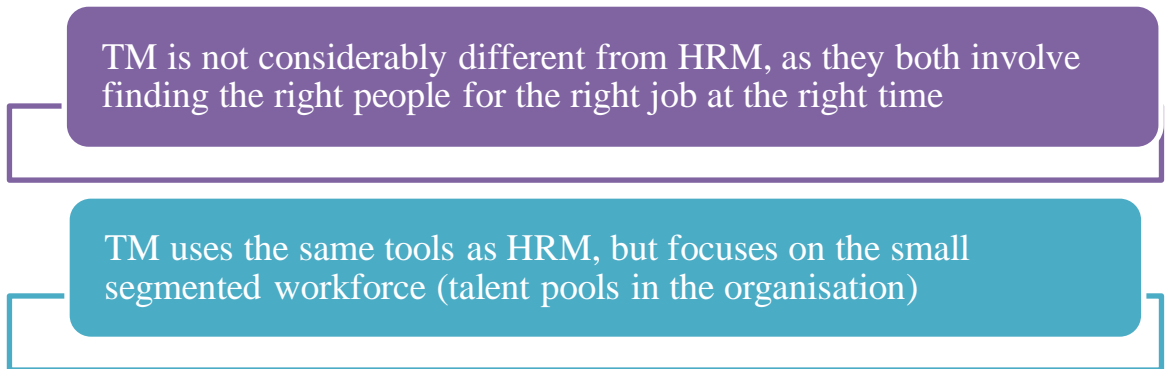 TM is not considerably different from HRM, as they both involve
finding the right people for the right job at the right time
TM uses the same tools as HRM, but focuses on the small
segmented workforce (talent pools in the organisation)